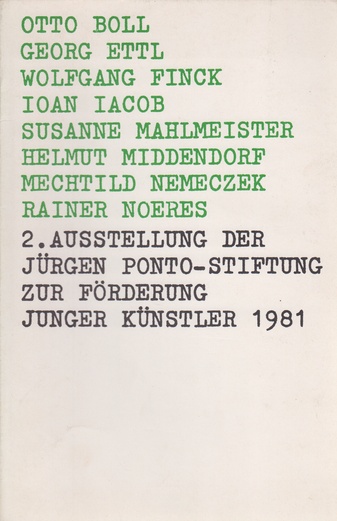 OTTO BOLL
GEORG ETTL
WOLFGANG FINCK
IOAN IACOB
SUSANNE MAHLMEISTER
HELMUT MIDDENDORF
MECHTILD NEMECZEK
RAINER NOERES
2.AUSSTELLUNG DER
JÜRGEN PONTO-STIFTUNG
ZUR FÖRDERUNG
JUNGER KÜNSTLER 1981